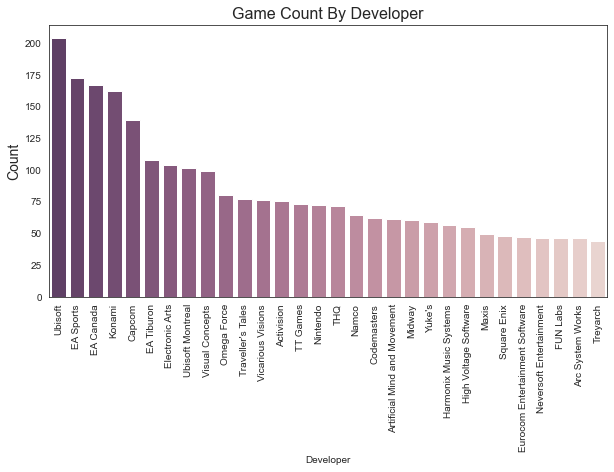 Game Count By Developer
Count
200
175
150
125
100
75
50
25
0
Ubisoft
EA Sports
EA Canada
Konami
Capcom
EA Tiburon
Electronic Arts
Ubisoft Montreal
Visual Concepts
Omega Force
Traveller's Tales
Vicarious Visions
Activision
TT Games
Nintendo
THQ
Namco
Codemasters
Artificial Mind and Movement
Midway
Yuke's
Harmonix Music Systems
High Voltage Software
Maxis
Square Enix
Eurocom Entertainment Software
Neversoft Entertainment
FUN Labs
Arc System Works
Treyarch
Developer